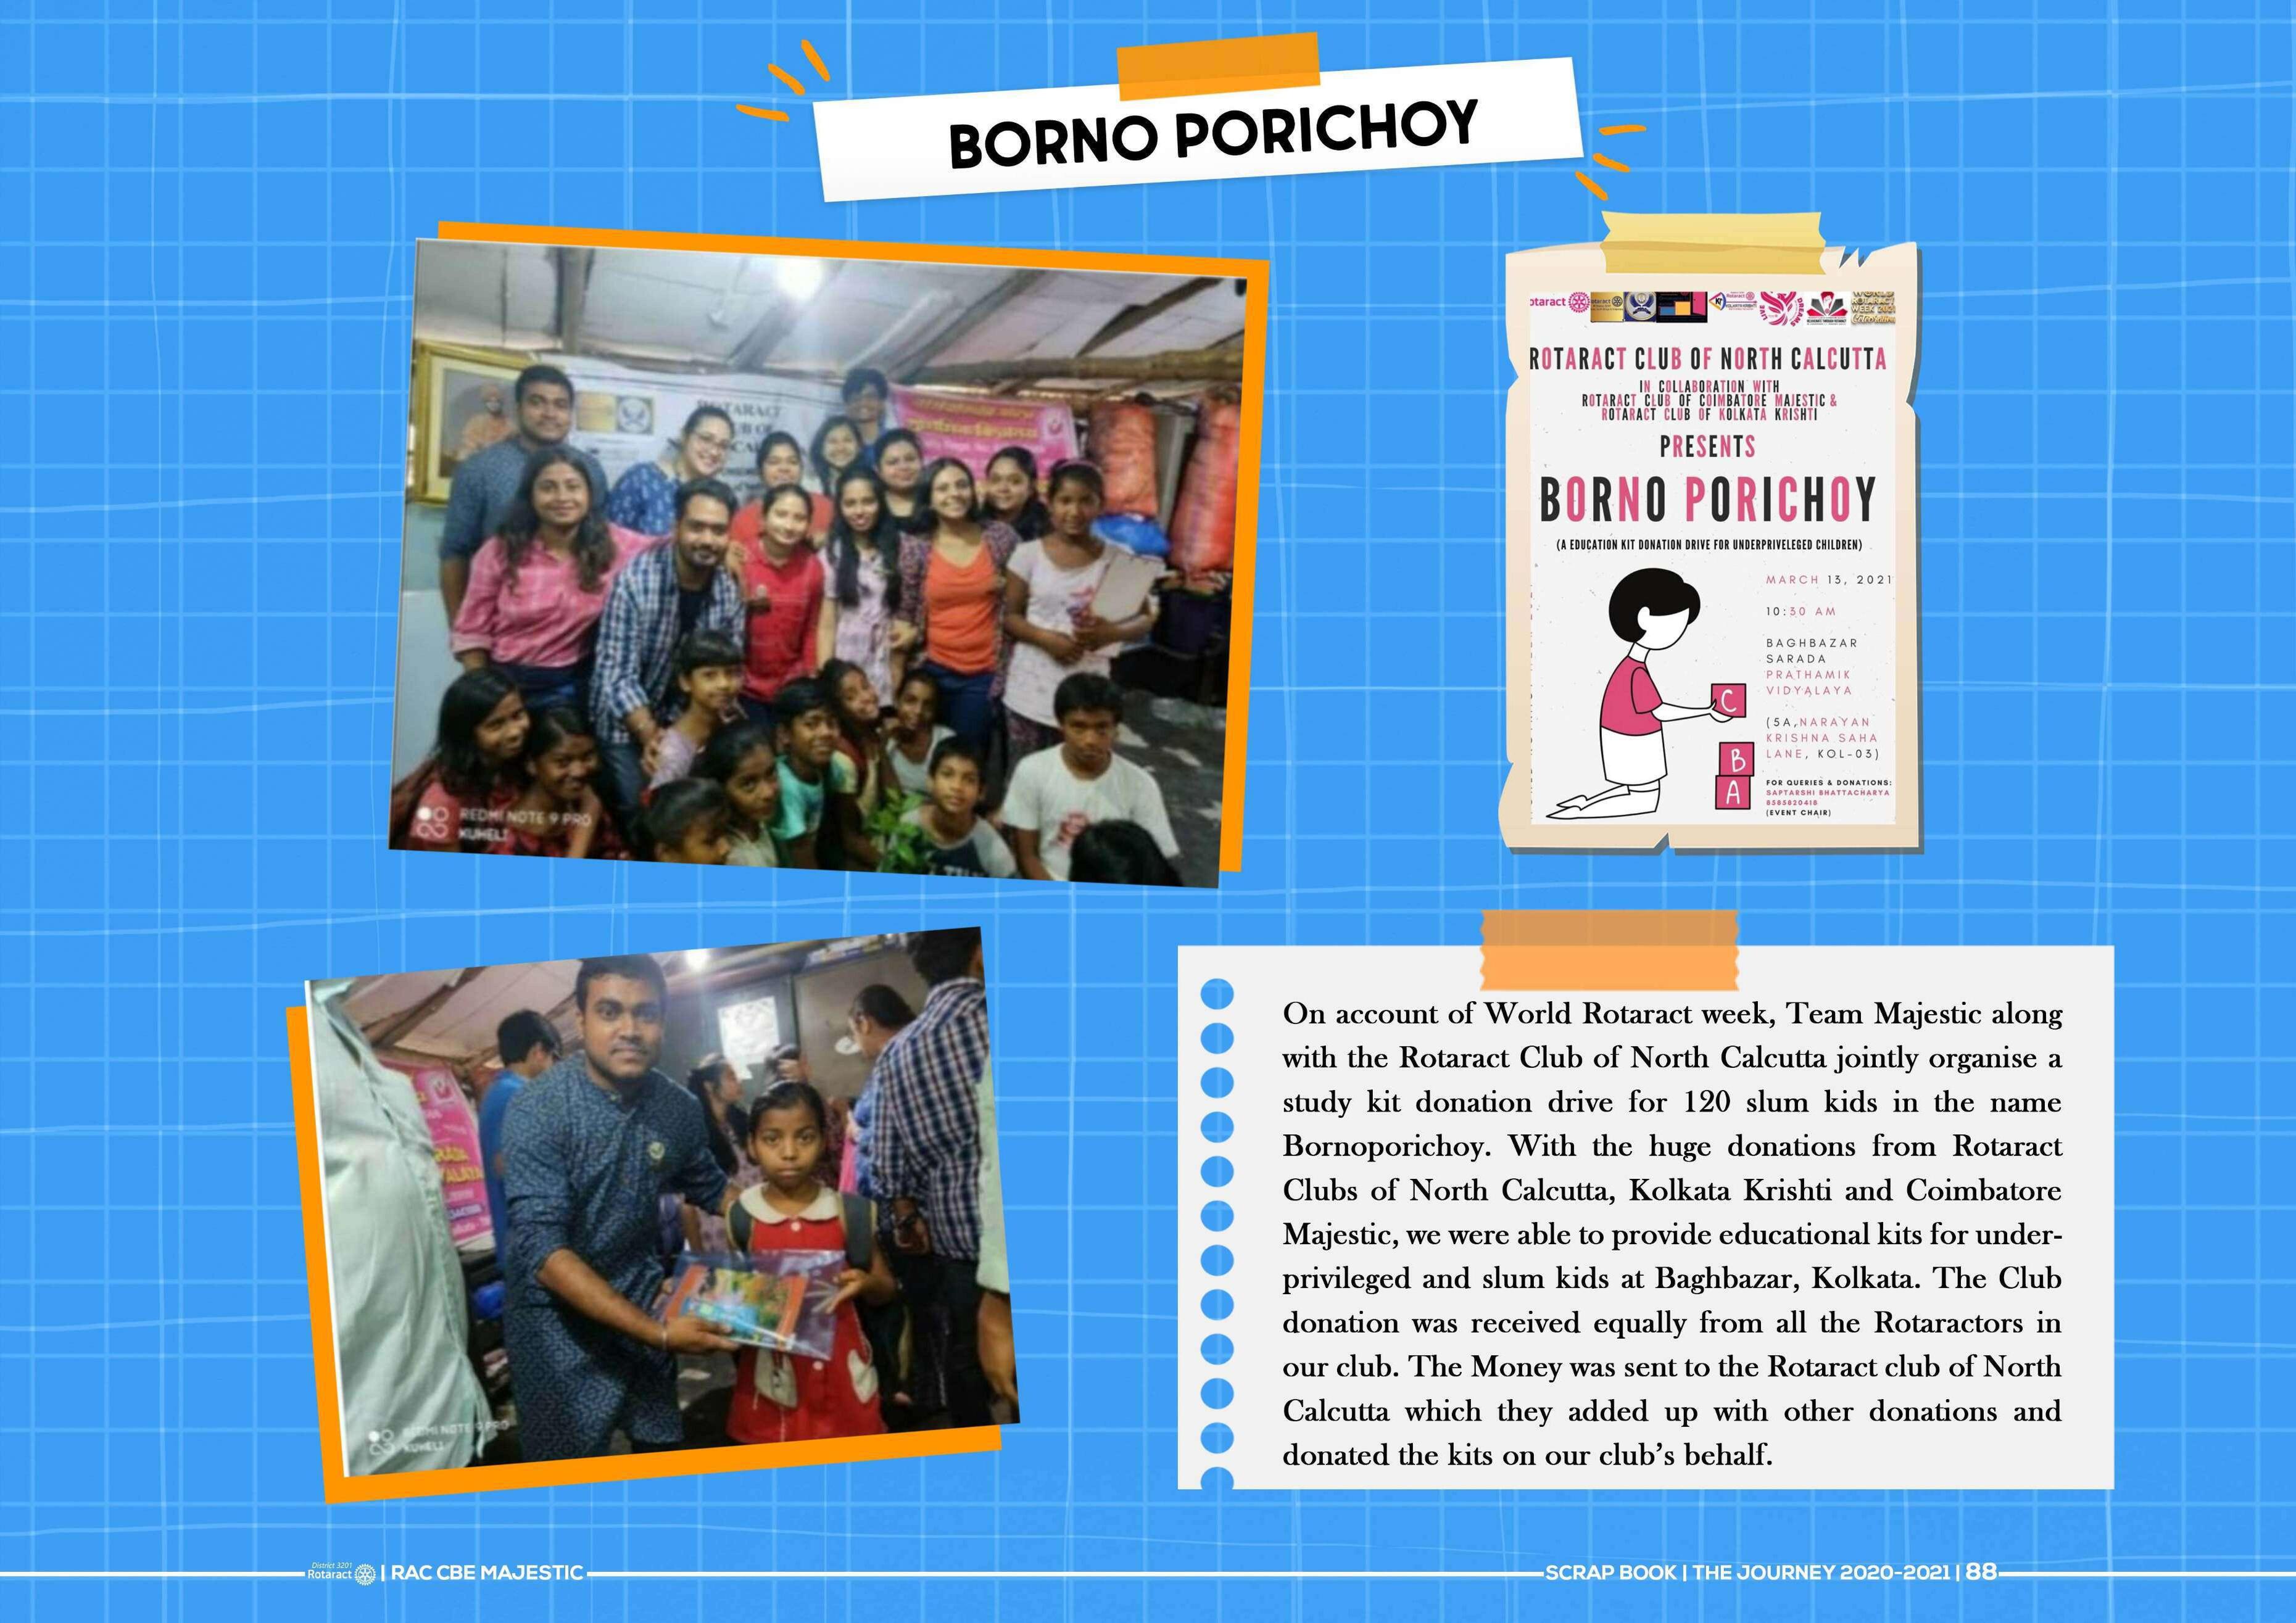 BORNO PORICHOY
otaract
ROTARACT CLUB OF NORTH CALCUTTA
IN COLLABORATION WITH
ROTARACT CLUB OF COIMBATORE MAJESTIC &
ROTARACT CLUB OF KOLKATA KRISHTI
PRESENTS
BORNO PORICHOY
(A EDUCATION KIT DONATION DRIVE FOR UNDERPRIVELEGED CHILDREN)
MARCH 13, 2021
10:30 AM
BAGHBAZAR
SARADA
PRATHAMIK
VIDYALAYA
(5A,NARAYAN
KRISHNA SAHA
LANE, KOL-03)
FOR QUERIES & DONATIONS:
SAPTARSHI BHATTACHARYA
8585820418
(EVENT CHAIR)
C
B
A
REDMI NOTE 9 PRO
KUHELI
REDMI NOTE 9 PRO
KUHELI
On account of World Rotaract week, Team Majestic along
with the Rotaract Club of North Calcutta jointly organise a
study kit donation drive for 120 slum kids in the name
Bornoporichoy. With the huge donations from Rotaract
Clubs of North Calcutta, Kolkata Krishti and Coimbatore
Majestic, we were able to provide educational kits for under-
privileged and slum kids at Baghbazar, Kolkata. The Club
donation was received equally from all the Rotaractors in
our club. The Money was sent to the Rotaract club of North
Calcutta which they added up with other donations and
donated the kits on our club's behalf.
District 3201
Rotaract | RAC CBE MAJESTIC
SCRAP BOOK | THE JOURNEY 2020-2021 | 88